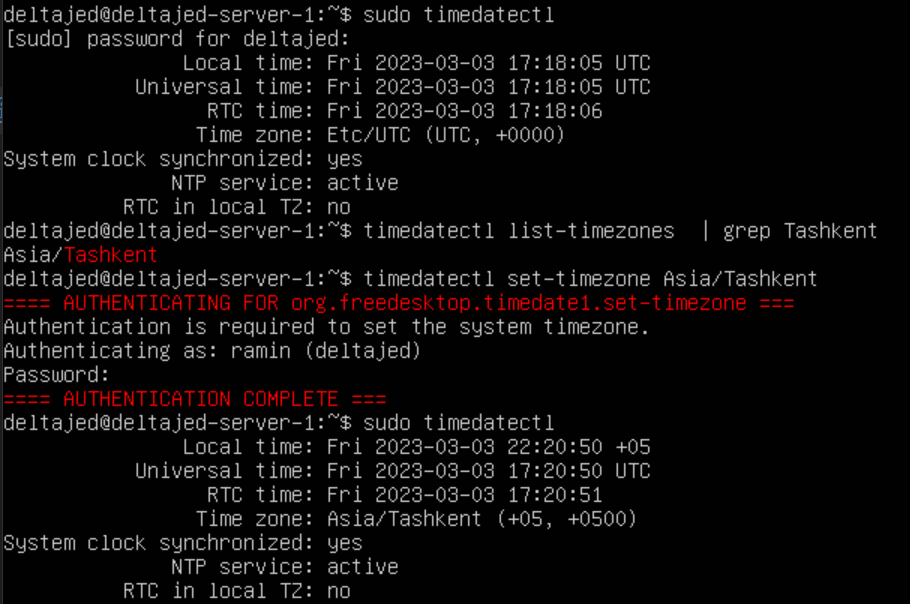 deltajed@deltajed-server-1:~$ sudo timedatectl
[sudo] password for deltajed:
Local time: Fri 2023-03-03 17:18:05 UTC
Universal time: Fri 2023-03-03 17:18:05 UTC
RTC time: Fri 2023-03-03 17:18:06
Time zone: Etc/UTC (UTC, +0000)
System clock synchronized: yes
NTP service: active
RTC in local TZ: no
deltajed@deltajed-server-1:~$ timedatectl list-timezones  | grep Tashkent
Asia/Tashkent
deltajed@deltajed-server-1:~$ timedatectl set-timezone Asia/Tashkent
==== AUTHENTICATING FOR org.freedesktop.timedate1.set-timezone ===
Authentication is required to set the system timezone.
Authenticating as: ramin (deltajed)
Password:
==== AUTHENTICATION COMPLETE ===
deltajed@deltajed-server-1:~$ sudo timedatectl
Local time: Fri 2023-03-03 22:20:50 +05
Universal time: Fri 2023-03-03 17:20:50 UTC
RTC time: Fri 2023-03-03 17:20:51
Time zone: Asia/Tashkent (+05, +0500)
System clock synchronized: yes
NTP service: active
RTC in local TZ: no